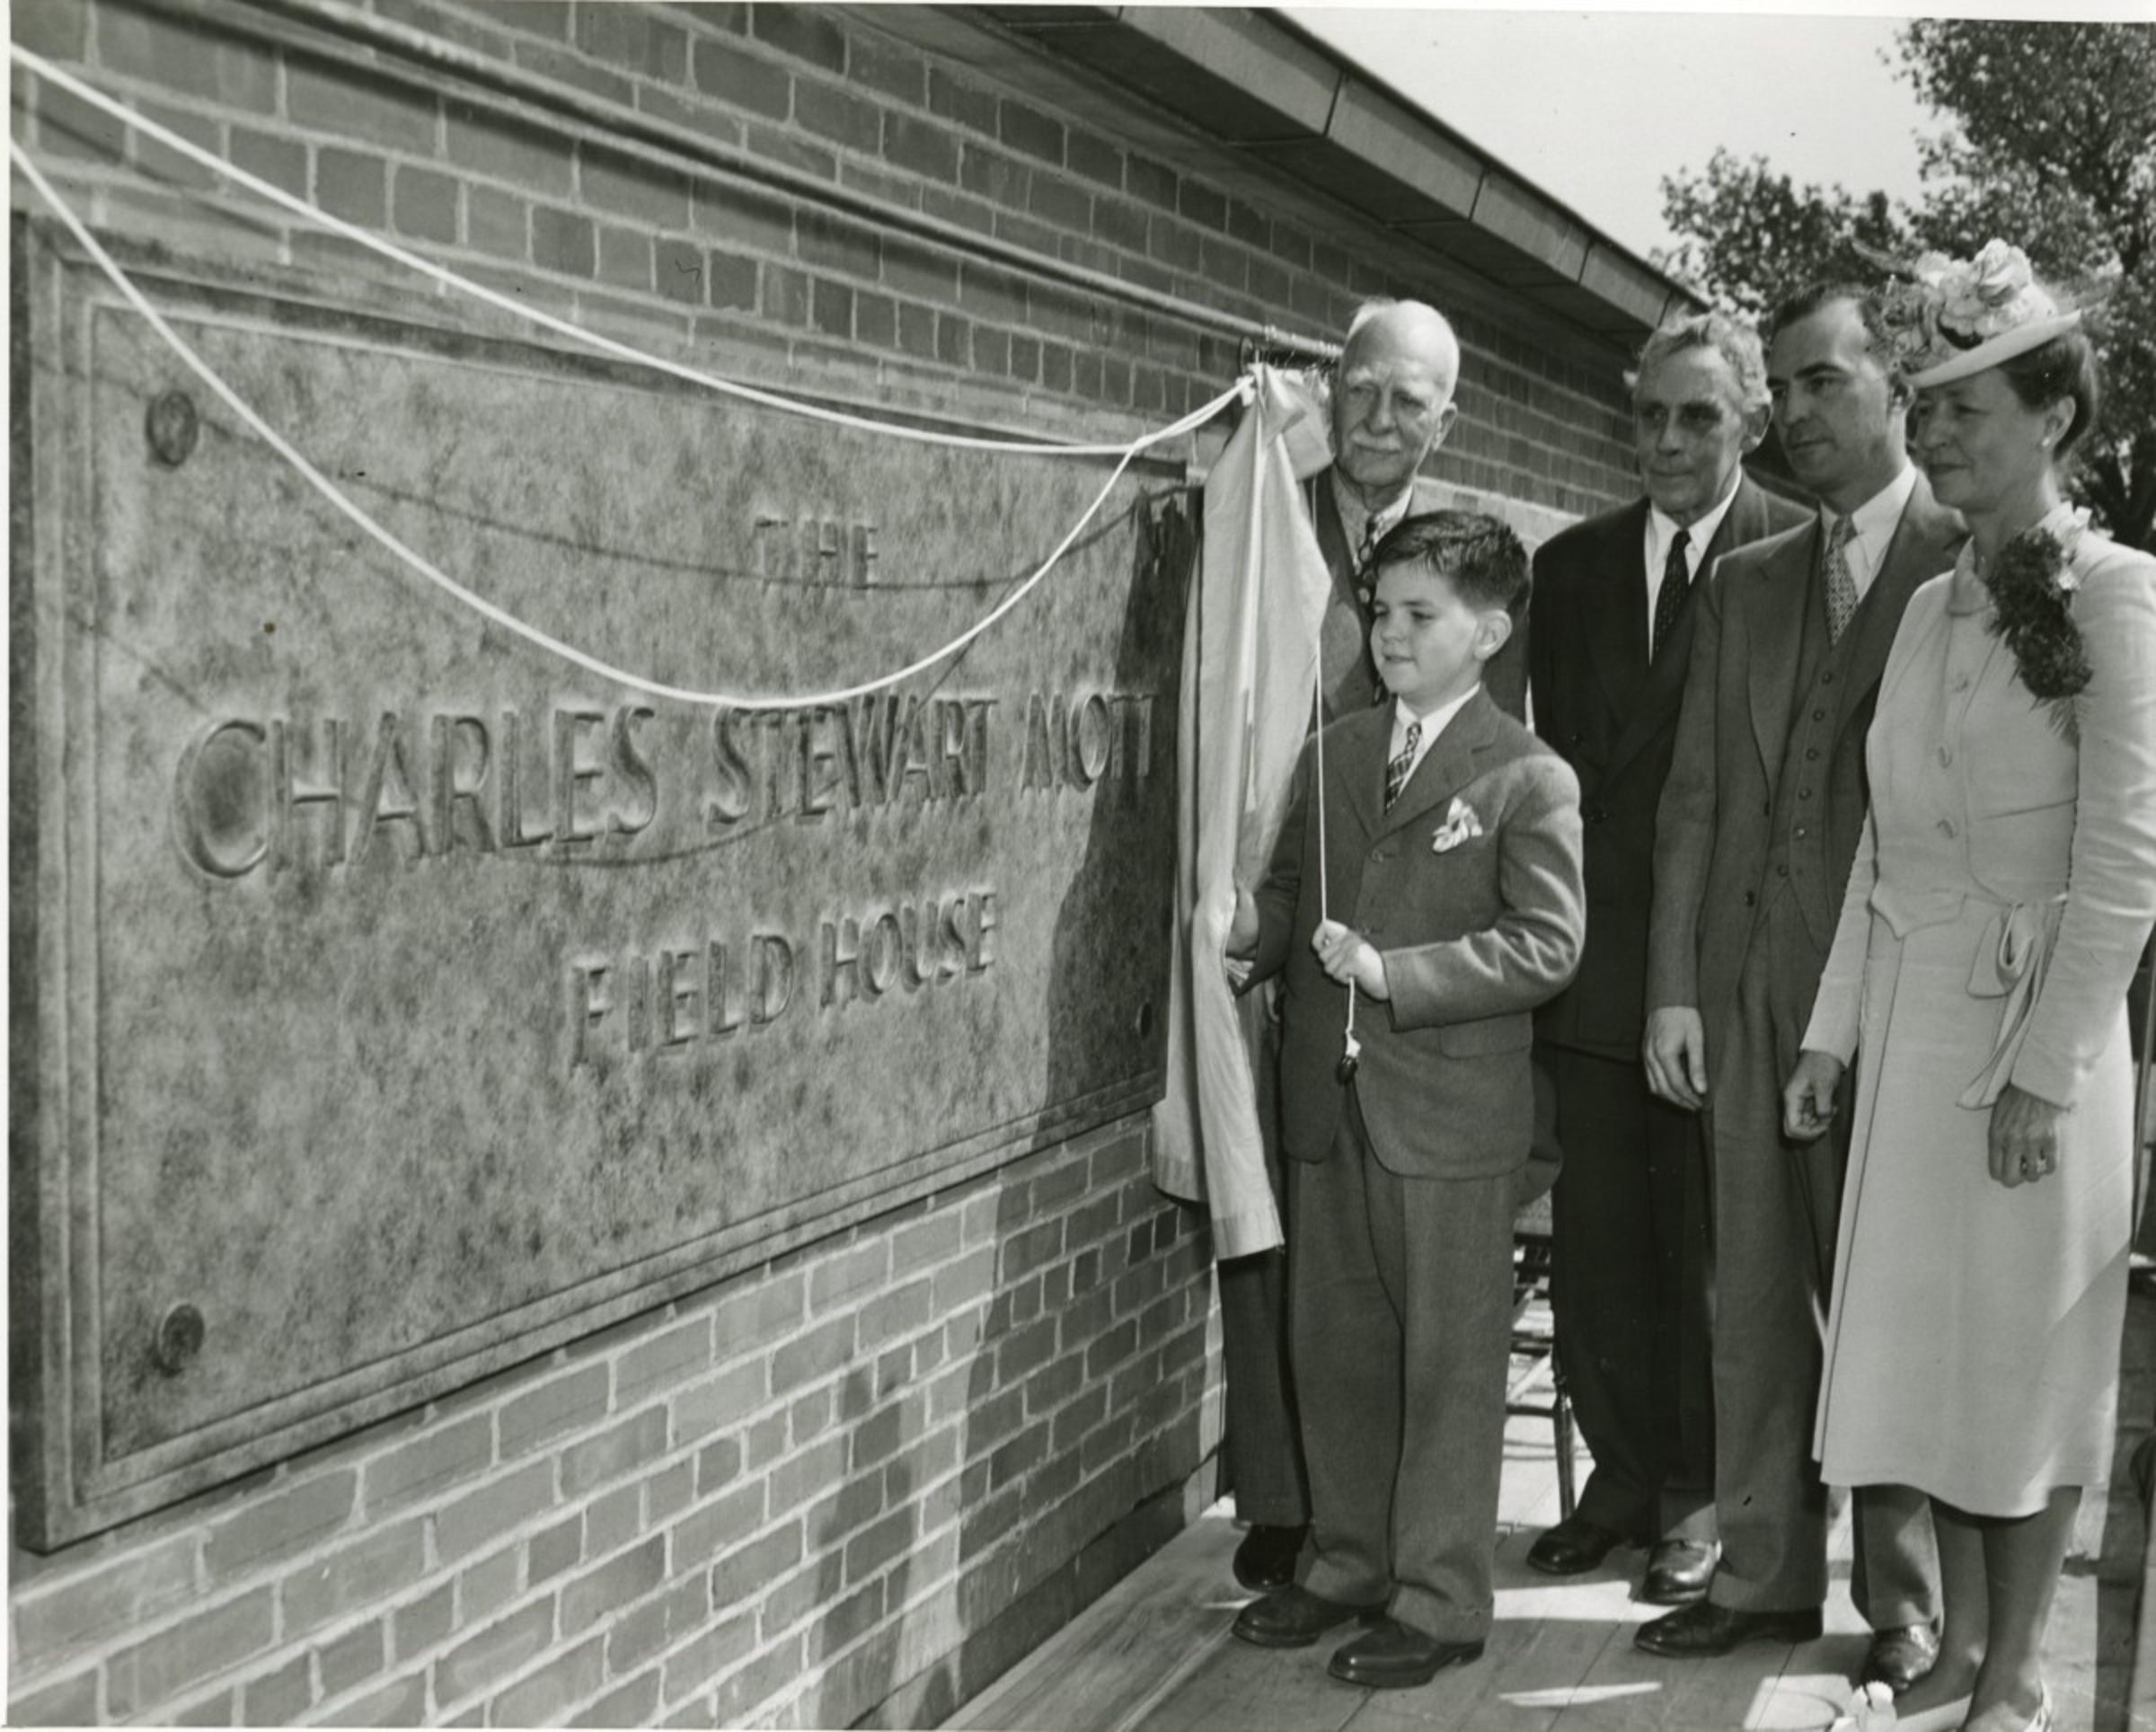 THE
CHARLES STEWART MOTT
FIELD HOUSE